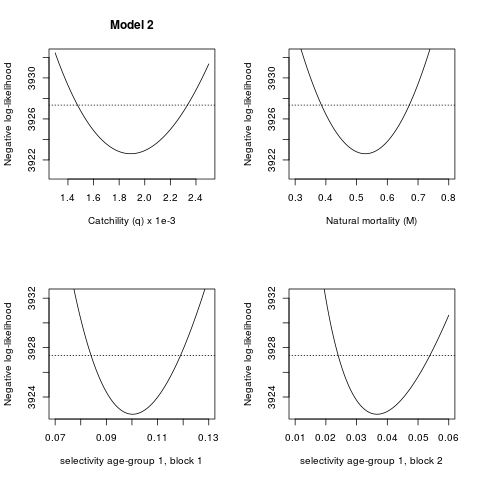 Model 2
Negative log-likelihood
3922 3926 3930
1.4 1.6 1.8 2.0 2.2 2.4
Catchility (q) x 1e-3
Negative log-likelihood
3922 3926 3930
0.3 0.4 0.5 0.6 0.7 0.8
Natural mortality (M)
Negative log-likelihood
3924 3928 3932
0.07 0.09 0.11 0.13
selectivity age-group 1, block 1
Negative log-likelihood
3924 3928 3932
0.01 0.02 0.03 0.04 0.05 0.06
selectivity age-group 1, block 2